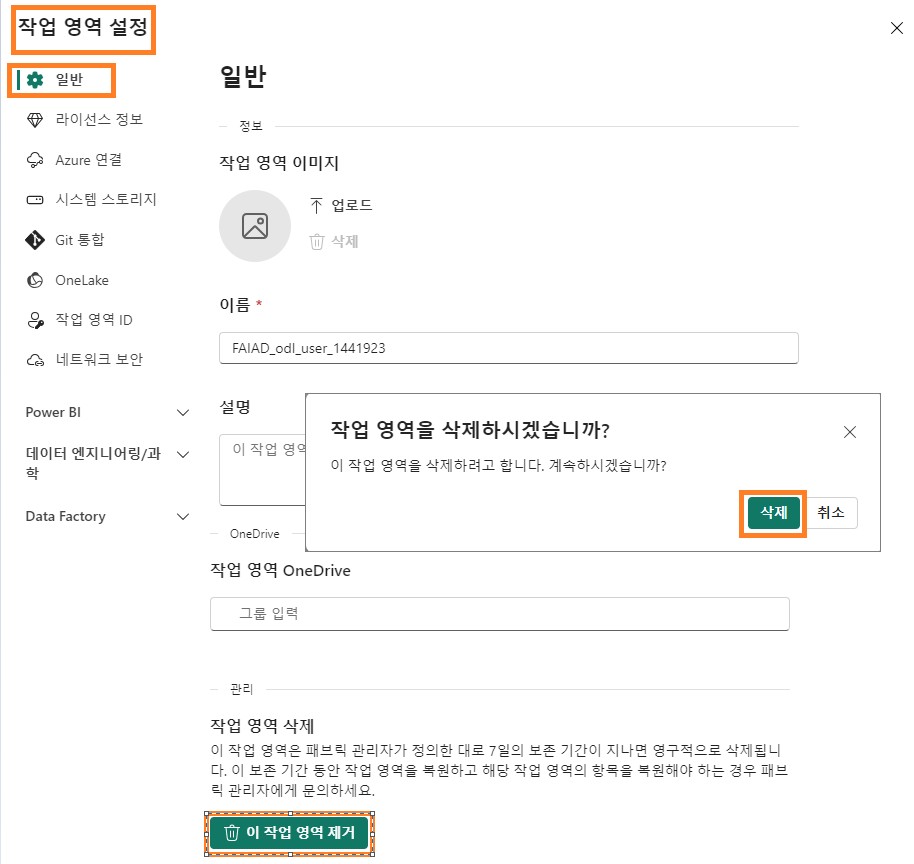 작업 영역 설정
일반
라이선스 정보
Azure 연결
시스템 스토리지
Git 통합
OneLake
작업 영역 ID
네트워크 보안
Power BI
데이터 엔지니어링/과
학
Data Factory
일반
정보
작업 영역 이미지
업로드
삭제
이름 *
FAIAD_odl_user_1441923
설명
이 작업 영역
작업 영역을 삭제하시겠습니까?
이 작업 영역을 삭제하려고 합니다. 계속하시겠습니까?
삭제 취소
OneDrive
작업 영역 OneDrive
그룹 입력
관리
작업 영역 삭제
이 작업 영역은 패브릭 관리자가 정의한 대로 7일의 보존 기간이 지나면 영구적으로 삭제됩니
다. 이 보존 기간 동안 작업 영역을 복원하고 해당 작업 영역의 항목을 복원해야 하는 경우 패브
릭 관리자에게 문의하세요.
이 작업 영역 제거